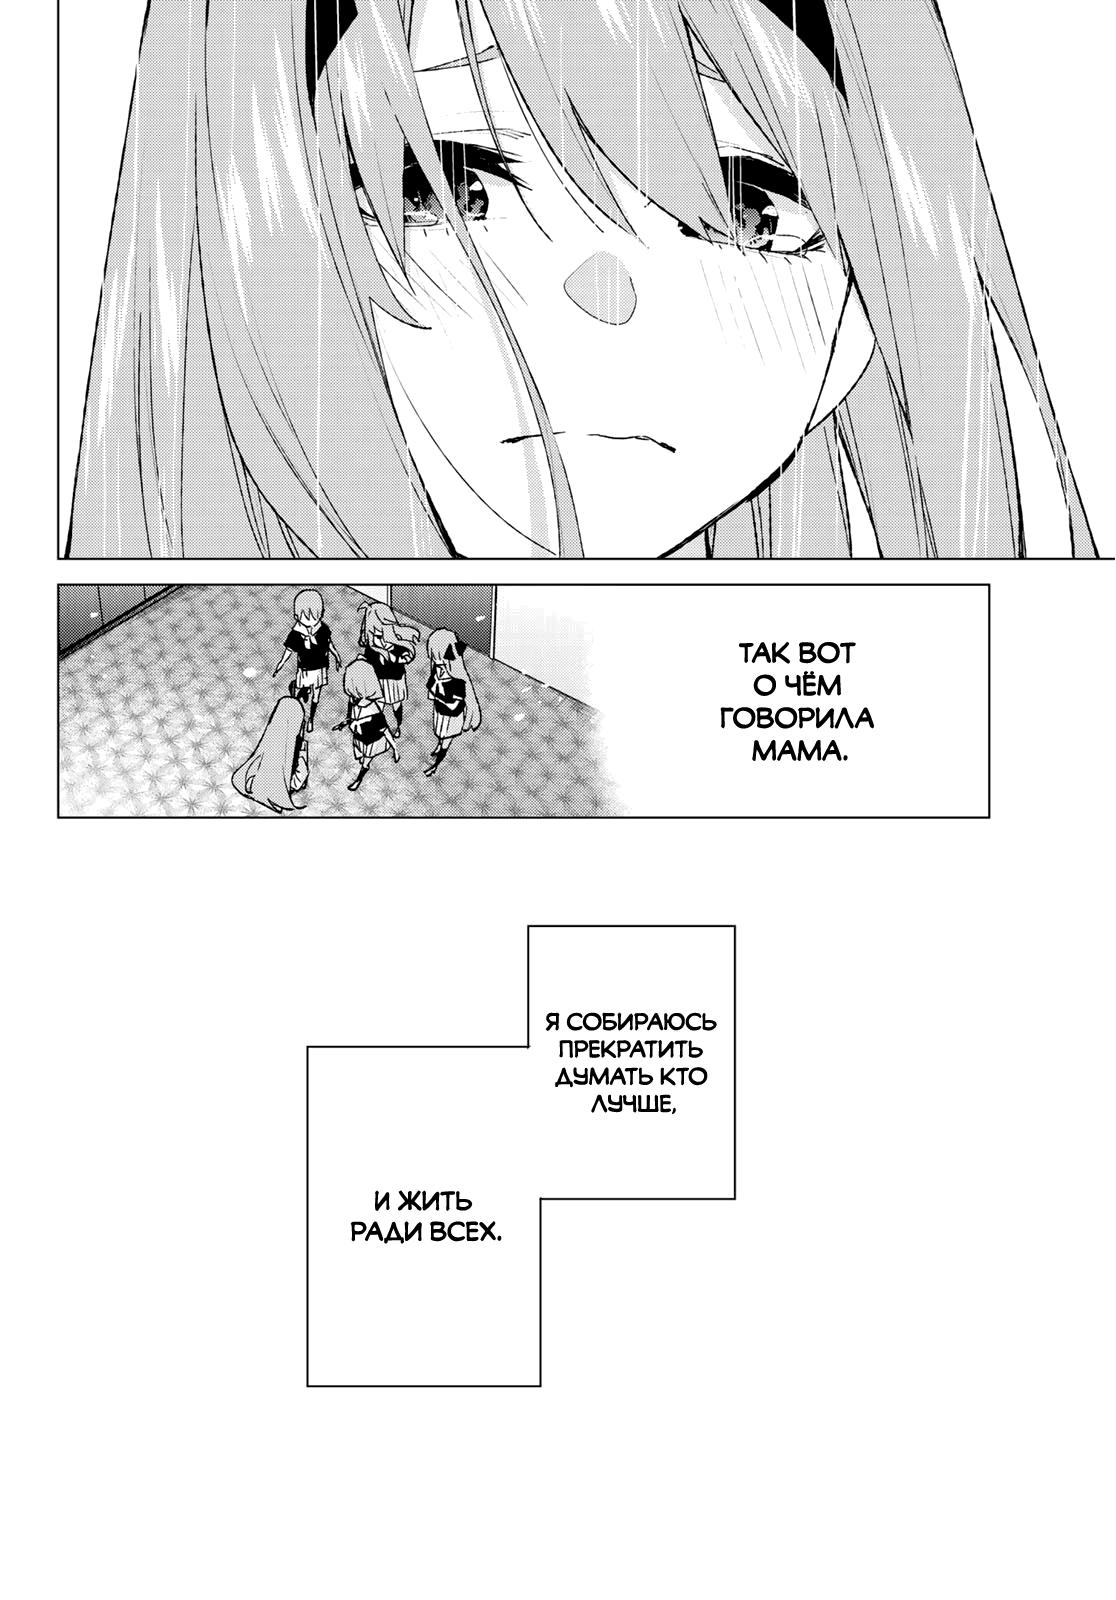 ТАК ВОТ
О ЧЁМ
ГОВОРИЛА
МАМА.
Я СОБИРАЮСЬ
ПРЕКРАТИТЬ
ДУМАТЬ КТО
ЛУЧШЕ,
И ЖИТЬ
РАДИ ВСЕХ.